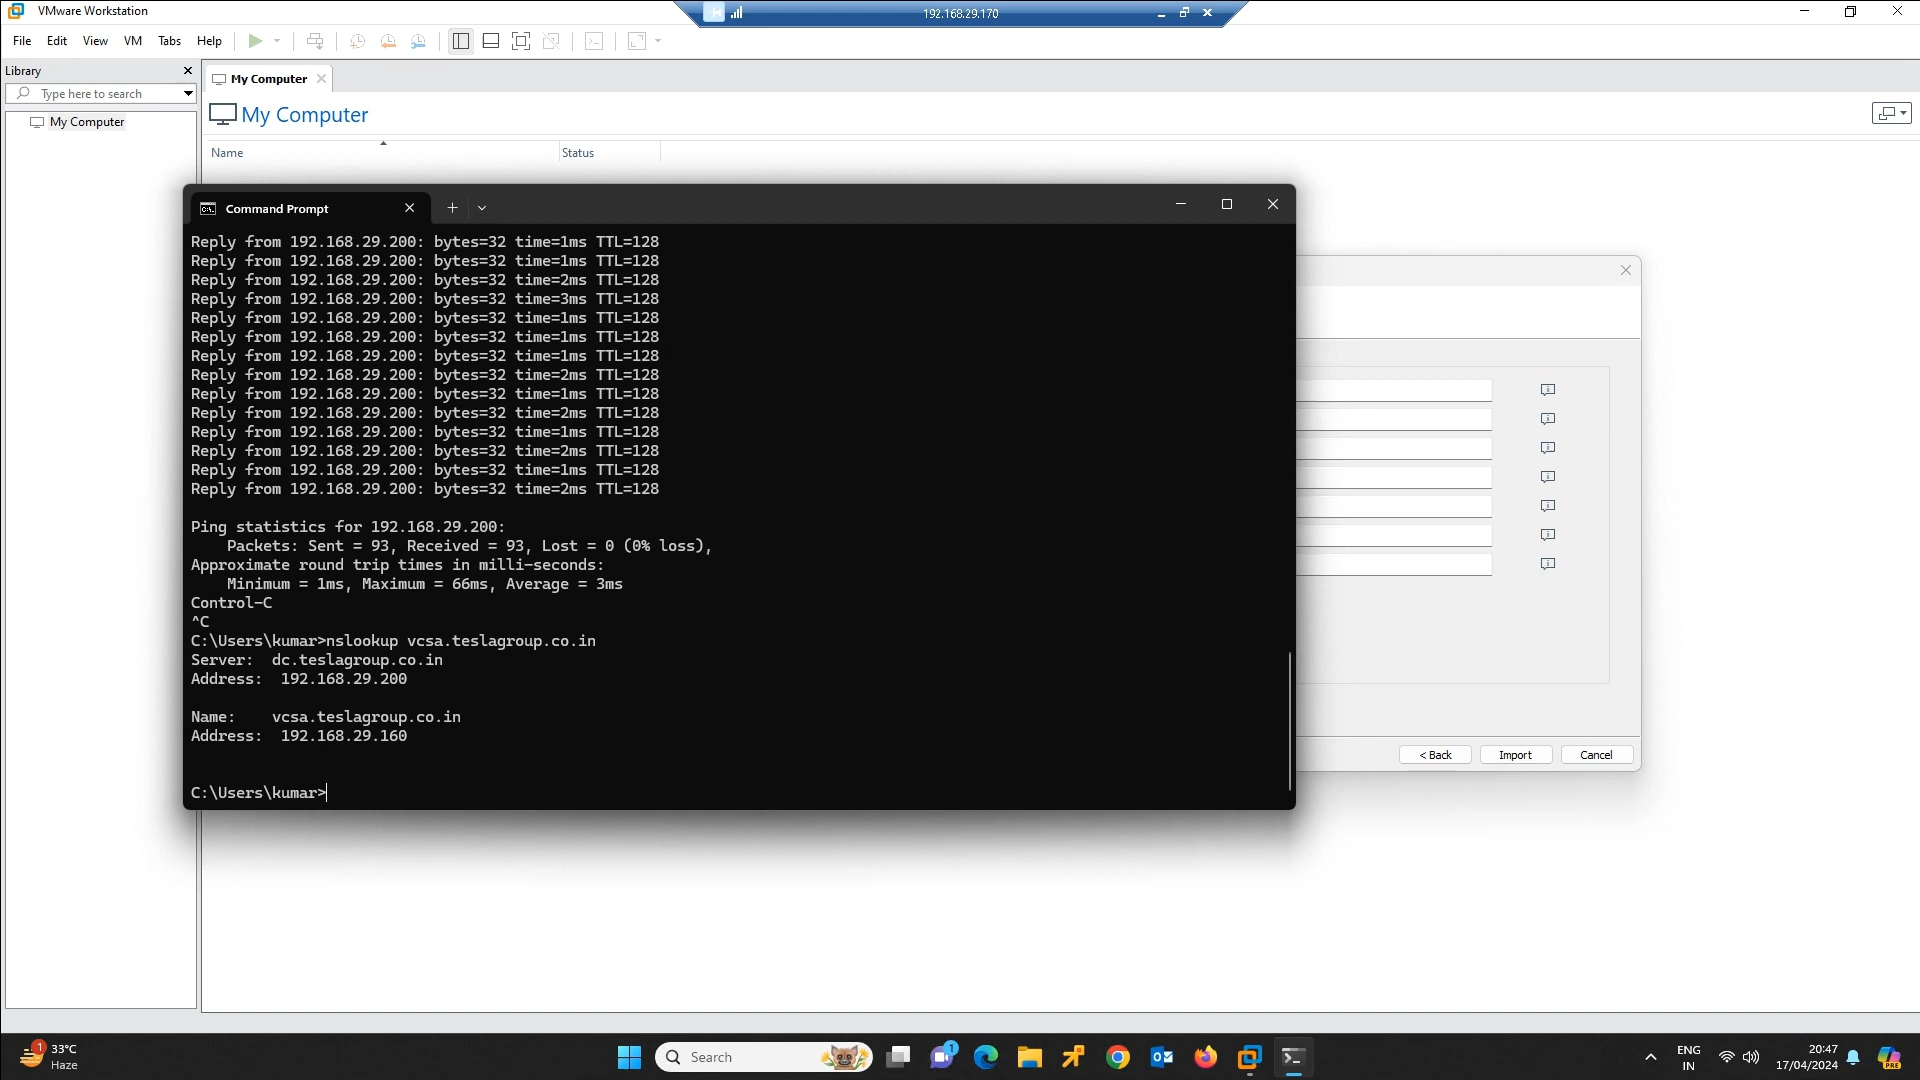 VMware Workstation
192.168.29.170
File Edit View VM Tabs Help
Library
My Computer
Type here to search
My Computer
My Computer
Name Status
Command Prompt
Reply from 192.168.29.200: bytes=32 time=1ms TTL=128
Reply from 192.168.29.200: bytes=32 time=1ms TTL=128
Reply from 192.168.29.200: bytes=32 time=2ms TTL=128
Reply from 192.168.29.200: bytes=32 time=3ms TTL=128
Reply from 192.168.29.200: bytes=32 time=1ms TTL=128
Reply from 192.168.29.200: bytes=32 time=1ms TTL=128
Reply from 192.168.29.200: bytes=32 time=1ms TTL=128
Reply from 192.168.29.200: bytes=32 time=2ms TTL=128
Reply from 192.168.29.200: bytes=32 time=1ms TTL=128
Reply from 192.168.29.200: bytes=32 time=2ms TTL=128
Reply from 192.168.29.200: bytes=32 time=1ms TTL=128
Reply from 192.168.29.200: bytes=32 time=2ms TTL=128
Reply from 192.168.29.200: bytes=32 time=1ms TTL=128
Reply from 192.168.29.200: bytes=32 time=2ms TTL=128
Ping statistics for 192.168.29.200:
Packets: Sent = 93, Received = 93, Lost = 0 (0% loss),
Approximate round trip times in milli-seconds:
Minimum = 1ms, Maximum = 66ms, Average = 3ms
Control-C
^C
C:\Users\kumar>nslookup vcsa.teslagroup.co.in
Server: dc.teslagroup.co.in
Address: 192.168.29.200
Name: vcsa.teslagroup.co.in
Address: 192.168.29.160
C:\Users\kumar>
< Back Import Cancel
1
33°C
Haze
Search
1
ENG
IN
20:47
17/04/2024
PRE